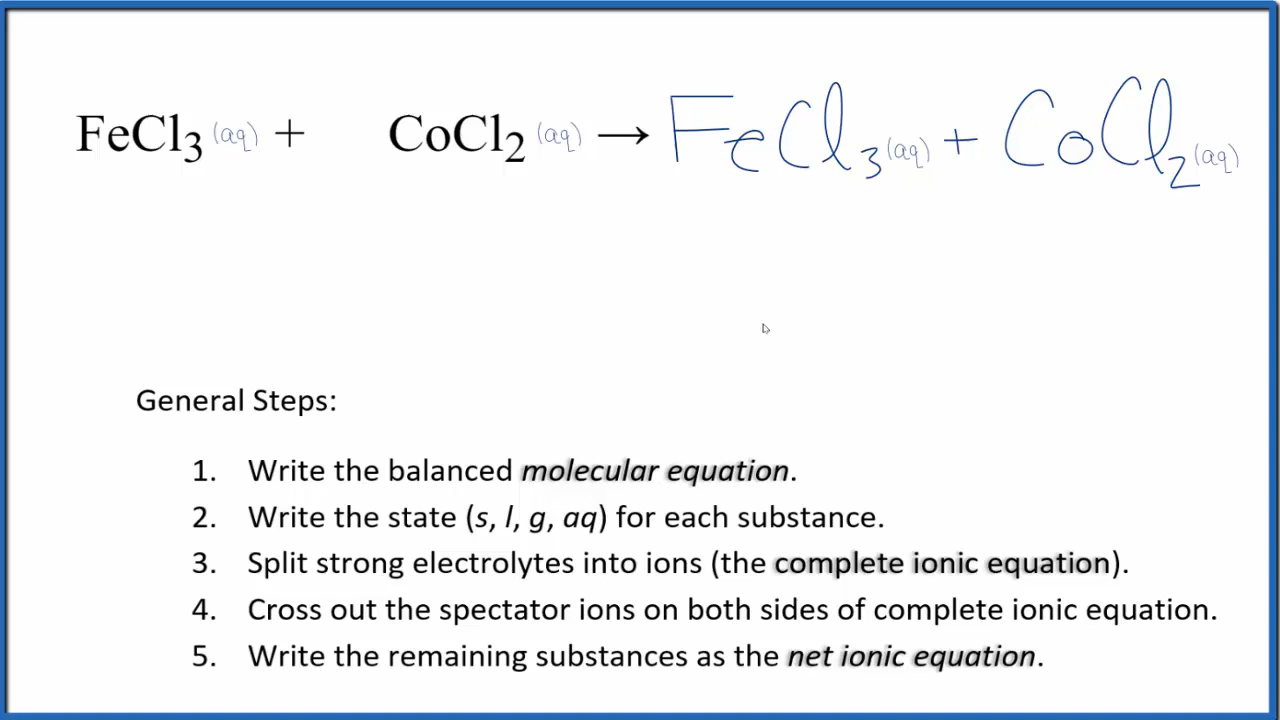 FeCl₃ (aq) + CoCl₂ (aq) → FeCl₃ (aq) + CoCl₂ (aq)
General Steps:
1. Write the balanced molecular equation.
2. Write the state (s, l, g, aq) for each substance.
3. Split strong electrolytes into ions (the complete ionic equation).
4. Cross out the spectator ions on both sides of complete ionic equation.
5. Write the remaining substances as the net ionic equation.